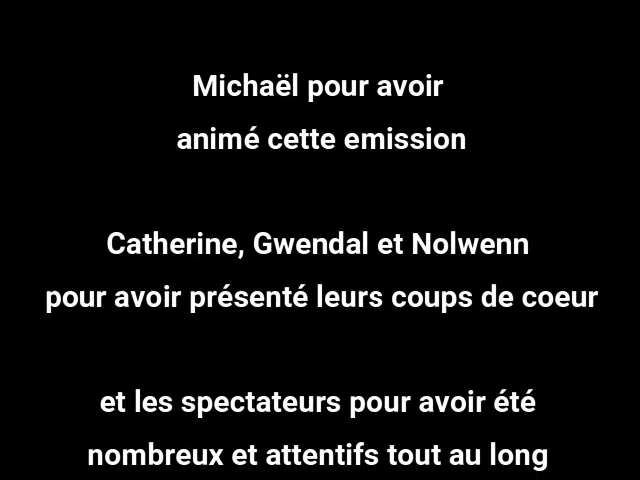 Michaël pour avoir
animé cette emission
Catherine, Gwendal et Nolwenn
pour avoir présenté leurs coups de coeur
et les spectateurs pour avoir été
nombreux et attentifs tout au long